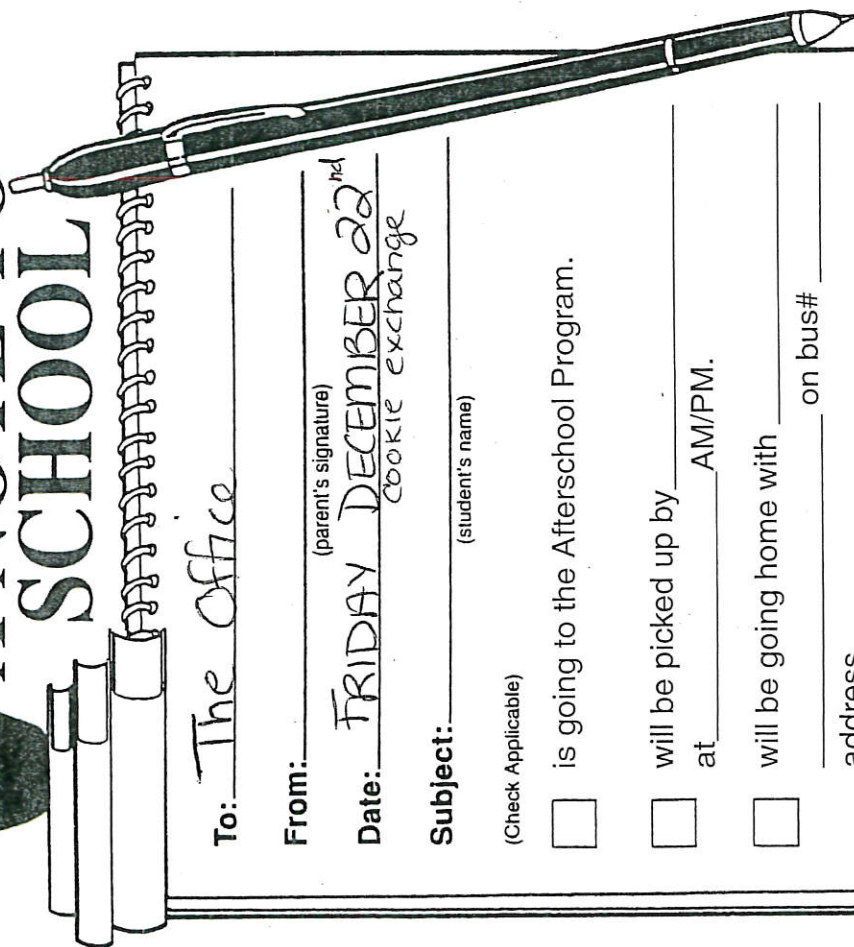 SCHOOL
To: The Office
From:
(parent's signature)
Date: FRIDAY DECEMBER 22nd
cookie exchange
Subject:
(student's name)
(Check Applicable)
is going to the Afterschool Program.
will be picked up by
at AM/PM.
will be going home with
on bus#
address